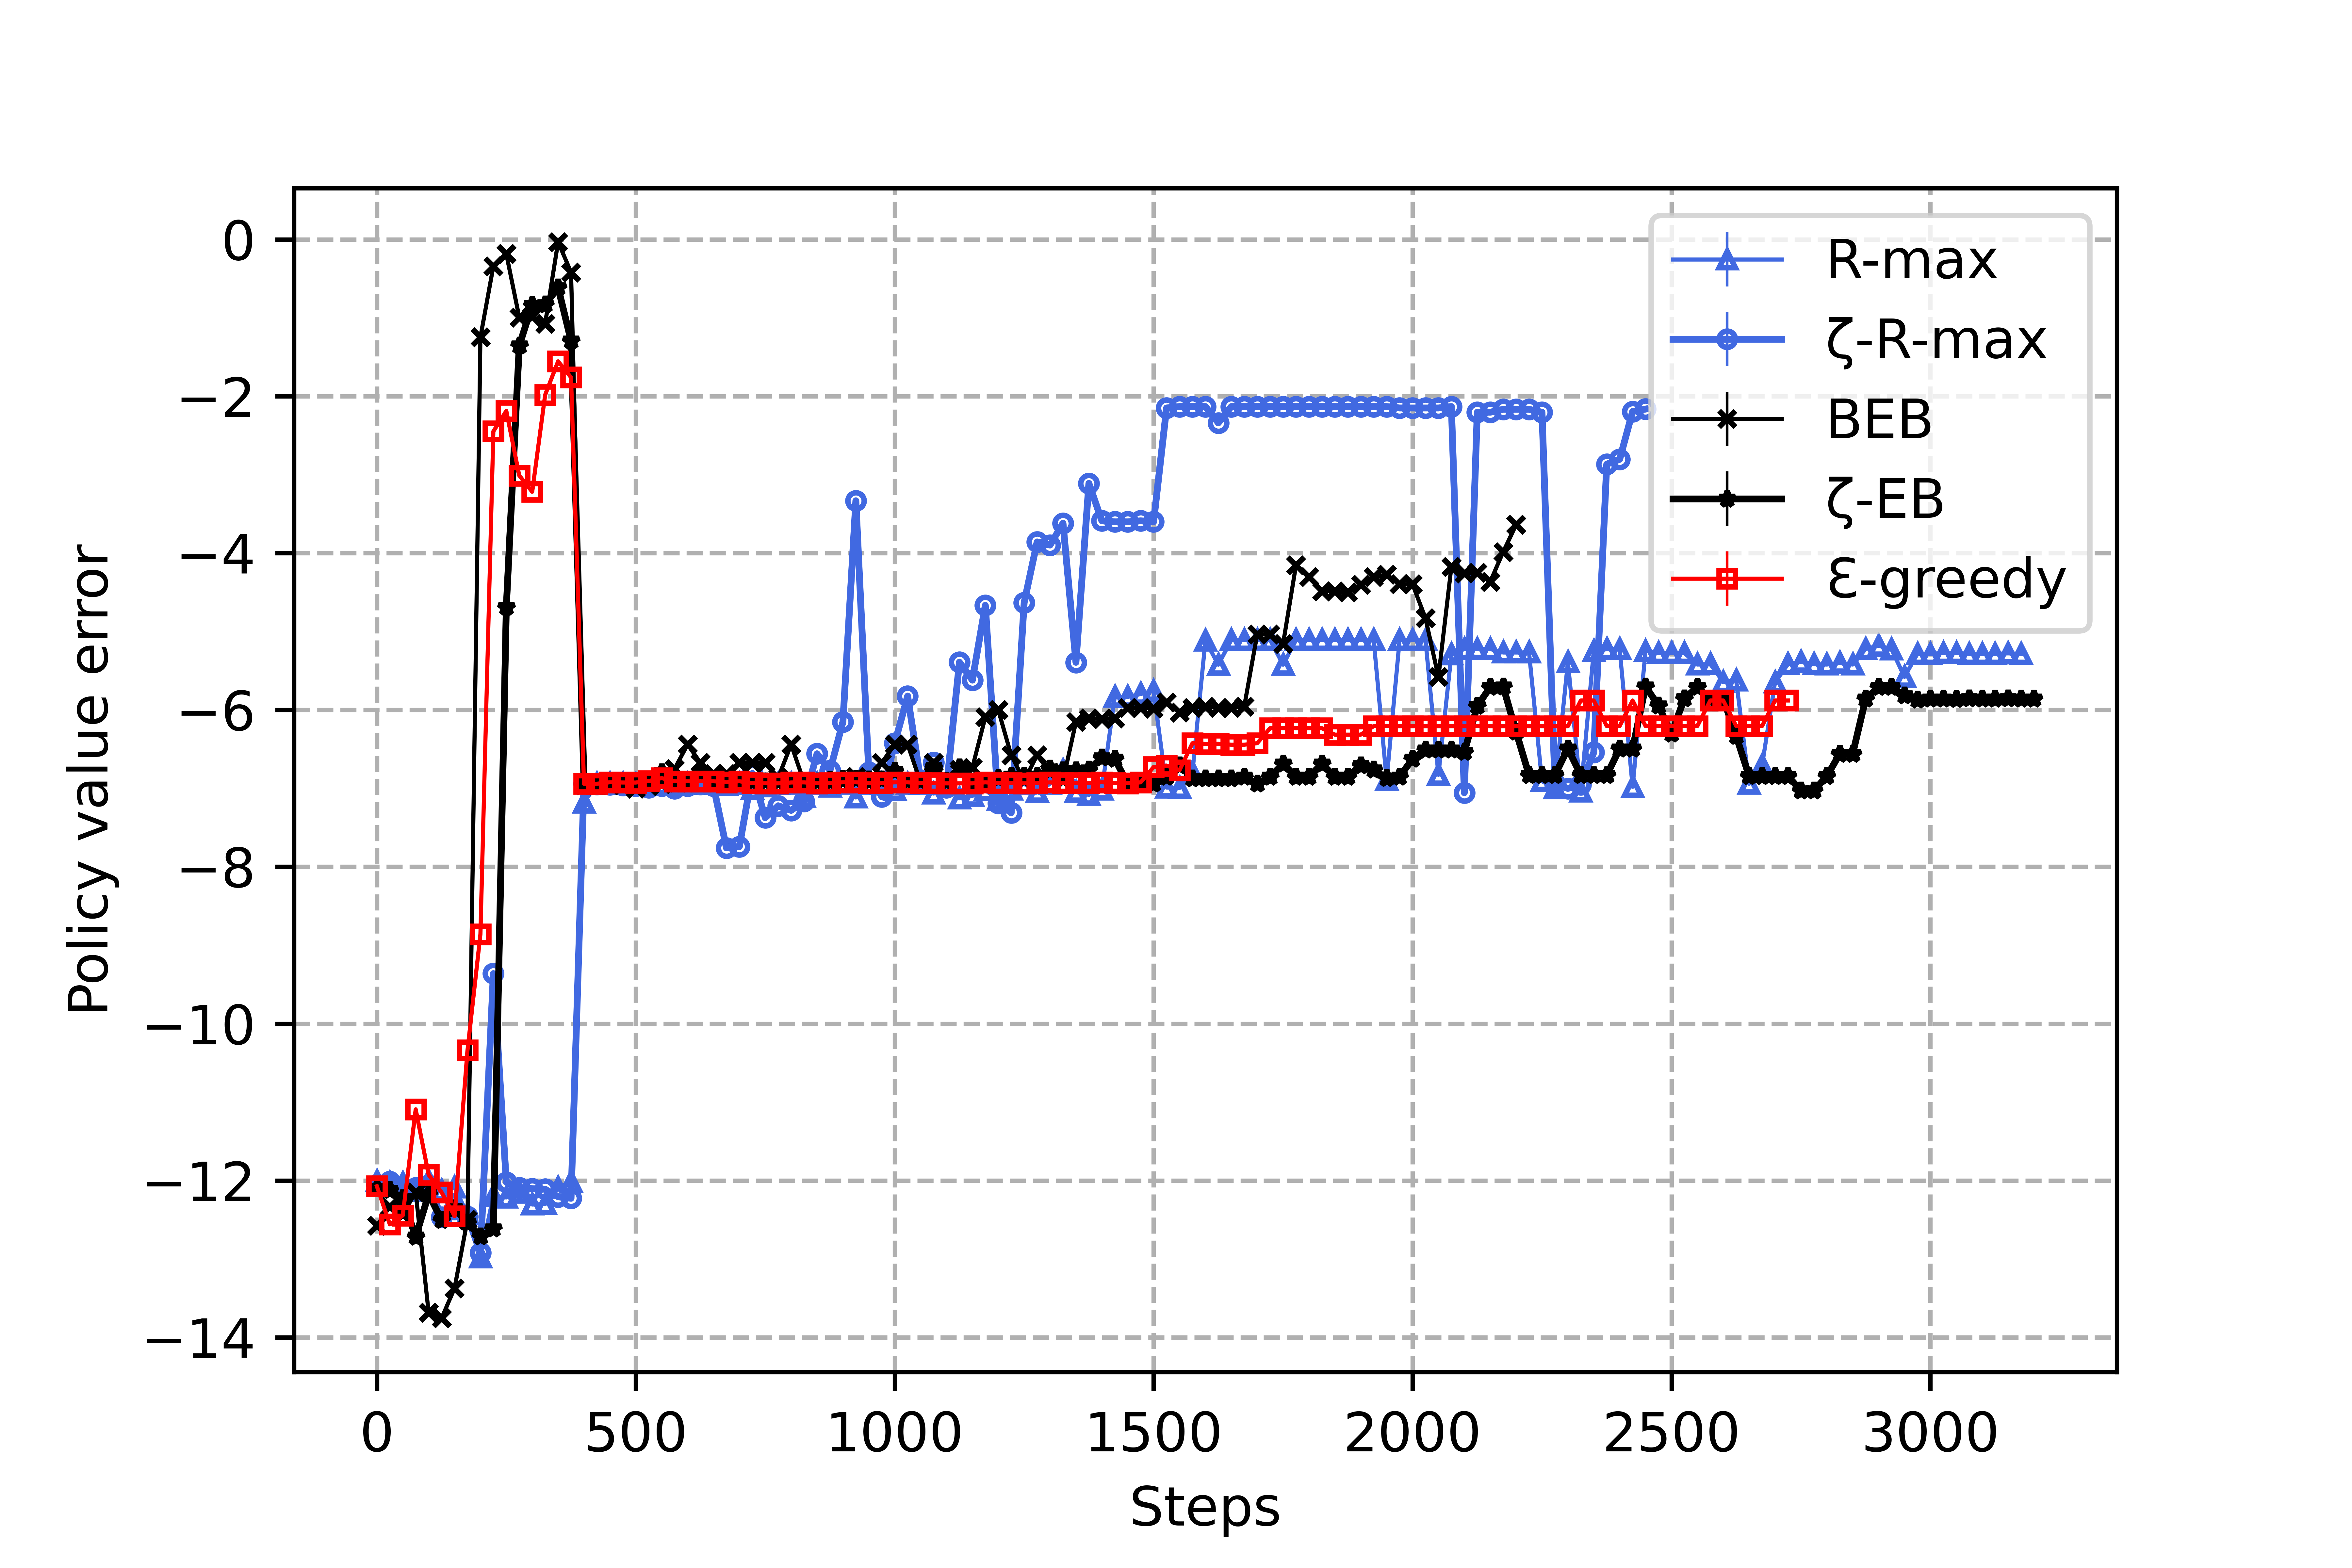 Policy value error
0
−2
−4
−6
−8
−10
−12
−14
R-max
ζ-R-max
BEB
ζ-EB
Ɛ-greedy
0 500 1000 1500 2000 2500 3000
Steps